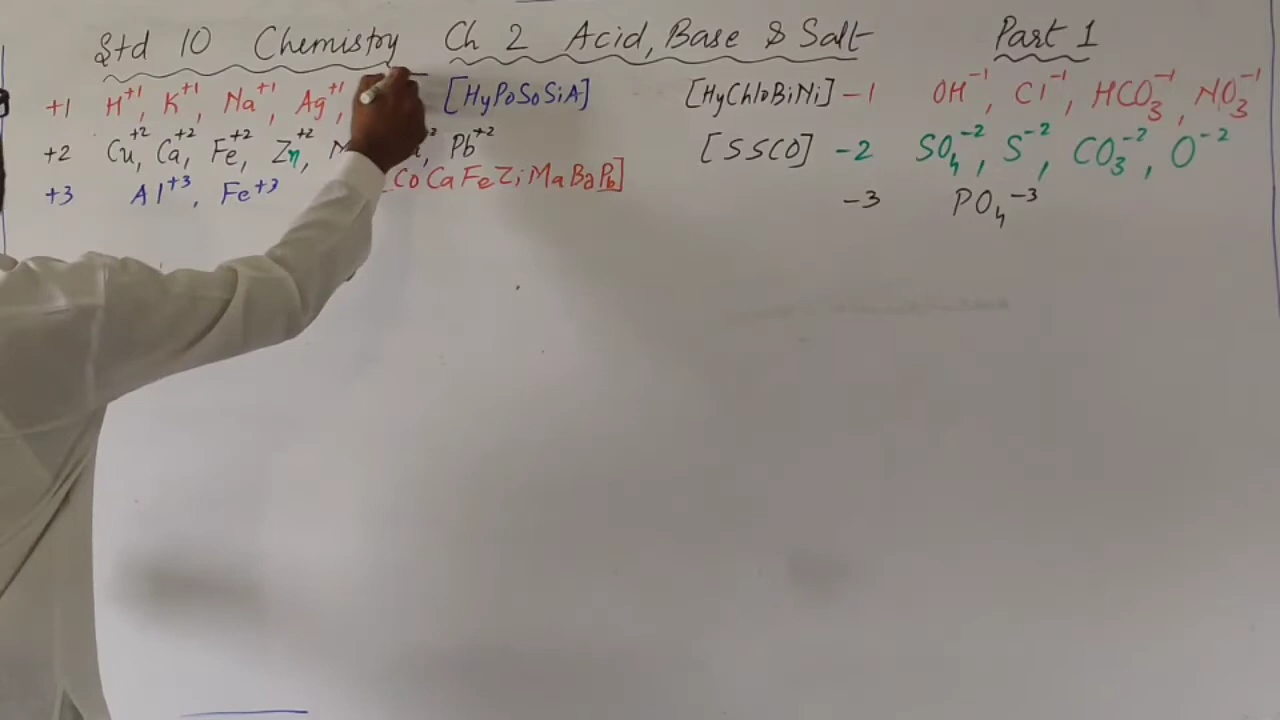 Std 10 Chemistry Ch 2 Acid, Base & Salt Part 1
+1 H⁺¹, K⁺¹, Na⁺¹, Ag⁺¹, [HyPoSoSiA] [HyChloBiNi] -1 OH⁻¹, Cl⁻¹, HCO₃⁻¹, NO₃⁻¹
+2 Cu⁺², Ca⁺², Fe⁺², Zn⁺², Pb⁺² [SSCO] -2 SO₄⁻², S⁻², CO₃⁻², O⁻²
CoCaFeZiMaBaPb]
+3 Al⁺³, Fe⁺³ -3 PO₄⁻³